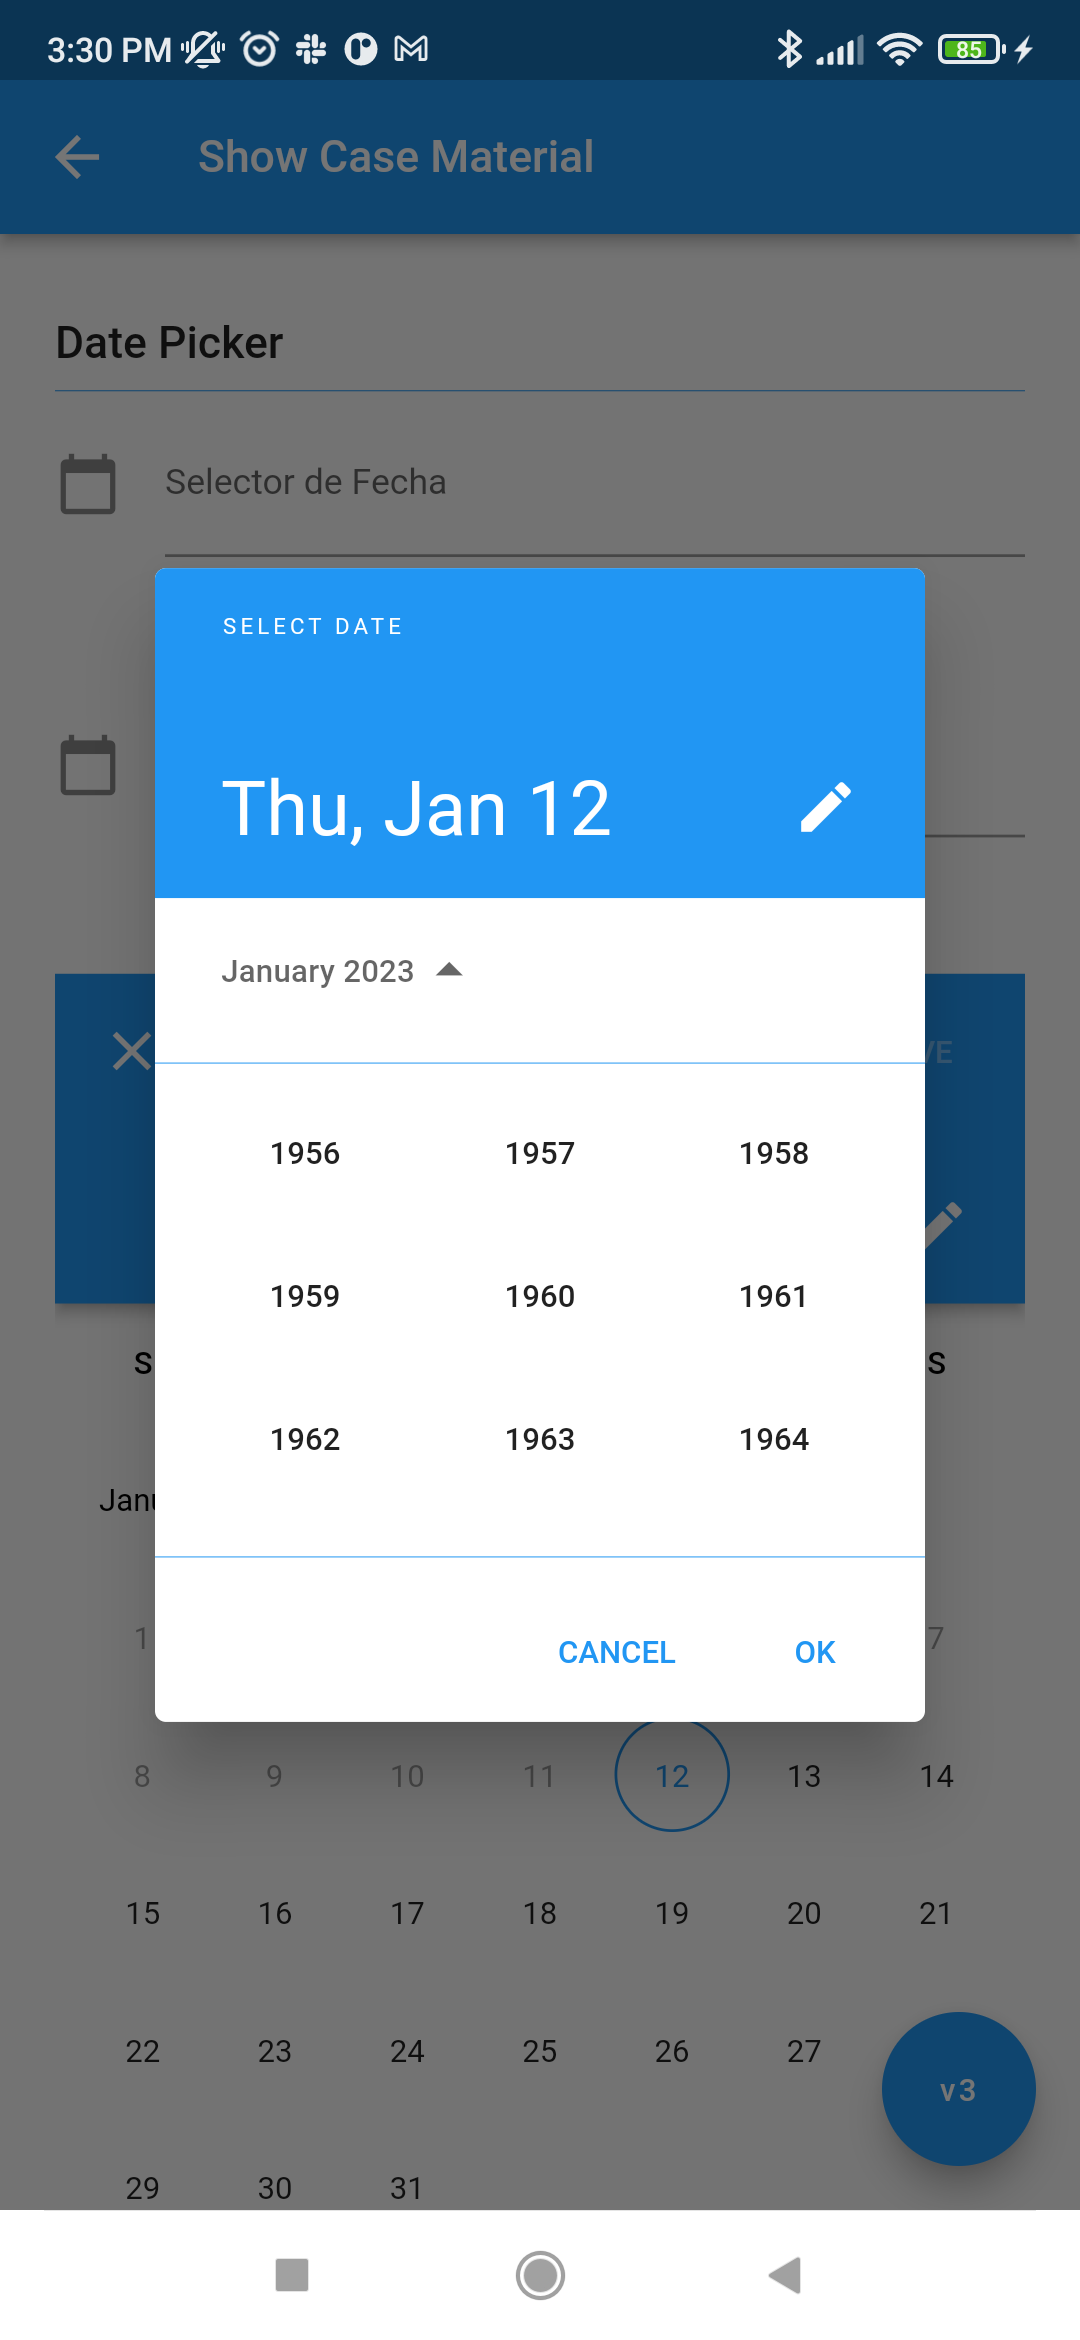 3:30 PM 85
Show Case Material
Date Picker
Selector de Fecha
SELECT DATE
Thu, Jan 12
January 2023
VE
1956 1957 1958
1959 1960 1961
S S
1962 1963 1964
Janu
1 CANCEL OK 7
8 9 10 11 12 13 14
15 16 17 18 19 20 21
22 23 24 25 26 27
v3
29 30 31